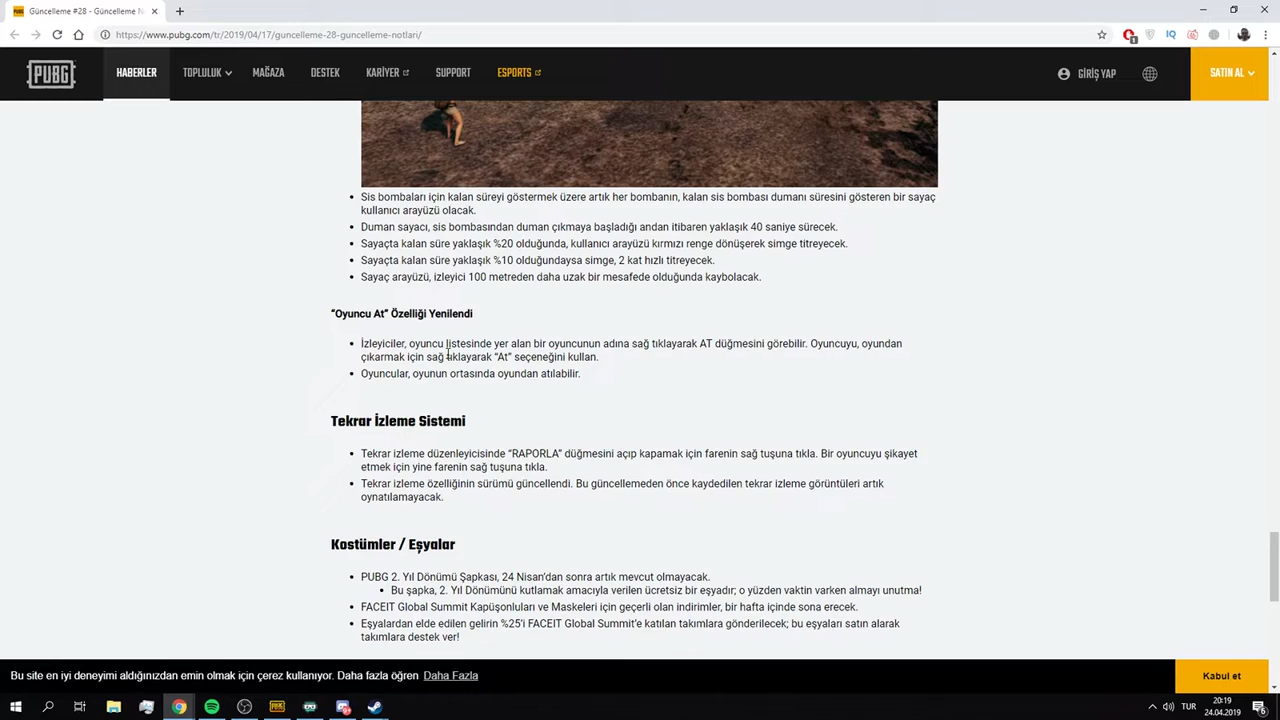 Güncelleme #28 - Güncelleme N
https://www.pubg.com/tr/2019/04/17/guncelleme-28-guncelleme-notlari/
PUBG HABERLER TOPLULUK MAĞAZA DESTEK KARİYER SUPPORT ESPORTS GİRİŞ YAP SATIN AL
Sis bombaları için kalan süreyi göstermek üzere artık her bombanın, kalan sis bombası dumanı süresini gösteren bir sayaç
kullanıcı arayüzü olacak.
Duman sayacı, sis bombasından duman çıkmaya başladığı andan itibaren yaklaşık 40 saniye sürecek.
Sayaçta kalan süre yaklaşık %20 olduğunda, kullanıcı arayüzü kırmızı renge dönüşerek simge titreyecek.
Sayaçta kalan süre yaklaşık %10 olduğundaysa simge, 2 kat hızlı titreyecek.
Sayaç arayüzü, izleyici 100 metreden daha uzak bir mesafede olduğunda kaybolacak.
“Oyuncu At” Özelliği Yenilendi
İzleyiciler, oyuncu listesinde yer alan bir oyuncunun adına sağ tıklayarak AT düğmesini görebilir. Oyuncuyu, oyundan
çıkarmak için sağ tıklayarak “At” seçeneğini kullan.
Oyuncular, oyunun ortasında oyundan atılabilir.
Tekrar İzleme Sistemi
Tekrar izleme düzenleyicisinde “RAPORLA” düğmesini açıp kapamak için farenin sağ tuşuna tıkla. Bir oyuncuyu şikayet
etmek için yine farenin sağ tuşuna tıkla.
Tekrar izleme özelliğinin sürümü güncellendi. Bu güncellemeden önce kaydedilen tekrar izleme görüntüleri artık
oynatılamayacak.
Kostümler / Eşyalar
PUBG 2. Yıl Dönümü Şapkası, 24 Nisan’dan sonra artık mevcut olmayacak.
Bu şapka, 2. Yıl Dönümünü kutlamak amacıyla verilen ücretsiz bir eşyadır; o yüzden vaktin varken almayı unutma!
FACEIT Global Summit Kapüşonluları ve Maskeleri için geçerli olan indirimler, bir hafta içinde sona erecek.
Eşyalardan elde edilen gelirin %25’i FACEIT Global Summit’e katılan takımlara gönderilecek; bu eşyaları satın alarak
takımlara destek ver!
Bu site en iyi deneyimi aldığınızdan emin olmak için çerez kullanıyor. Daha fazla öğren Daha Fazla Kabul et
TUR 20:19
24.04.2019